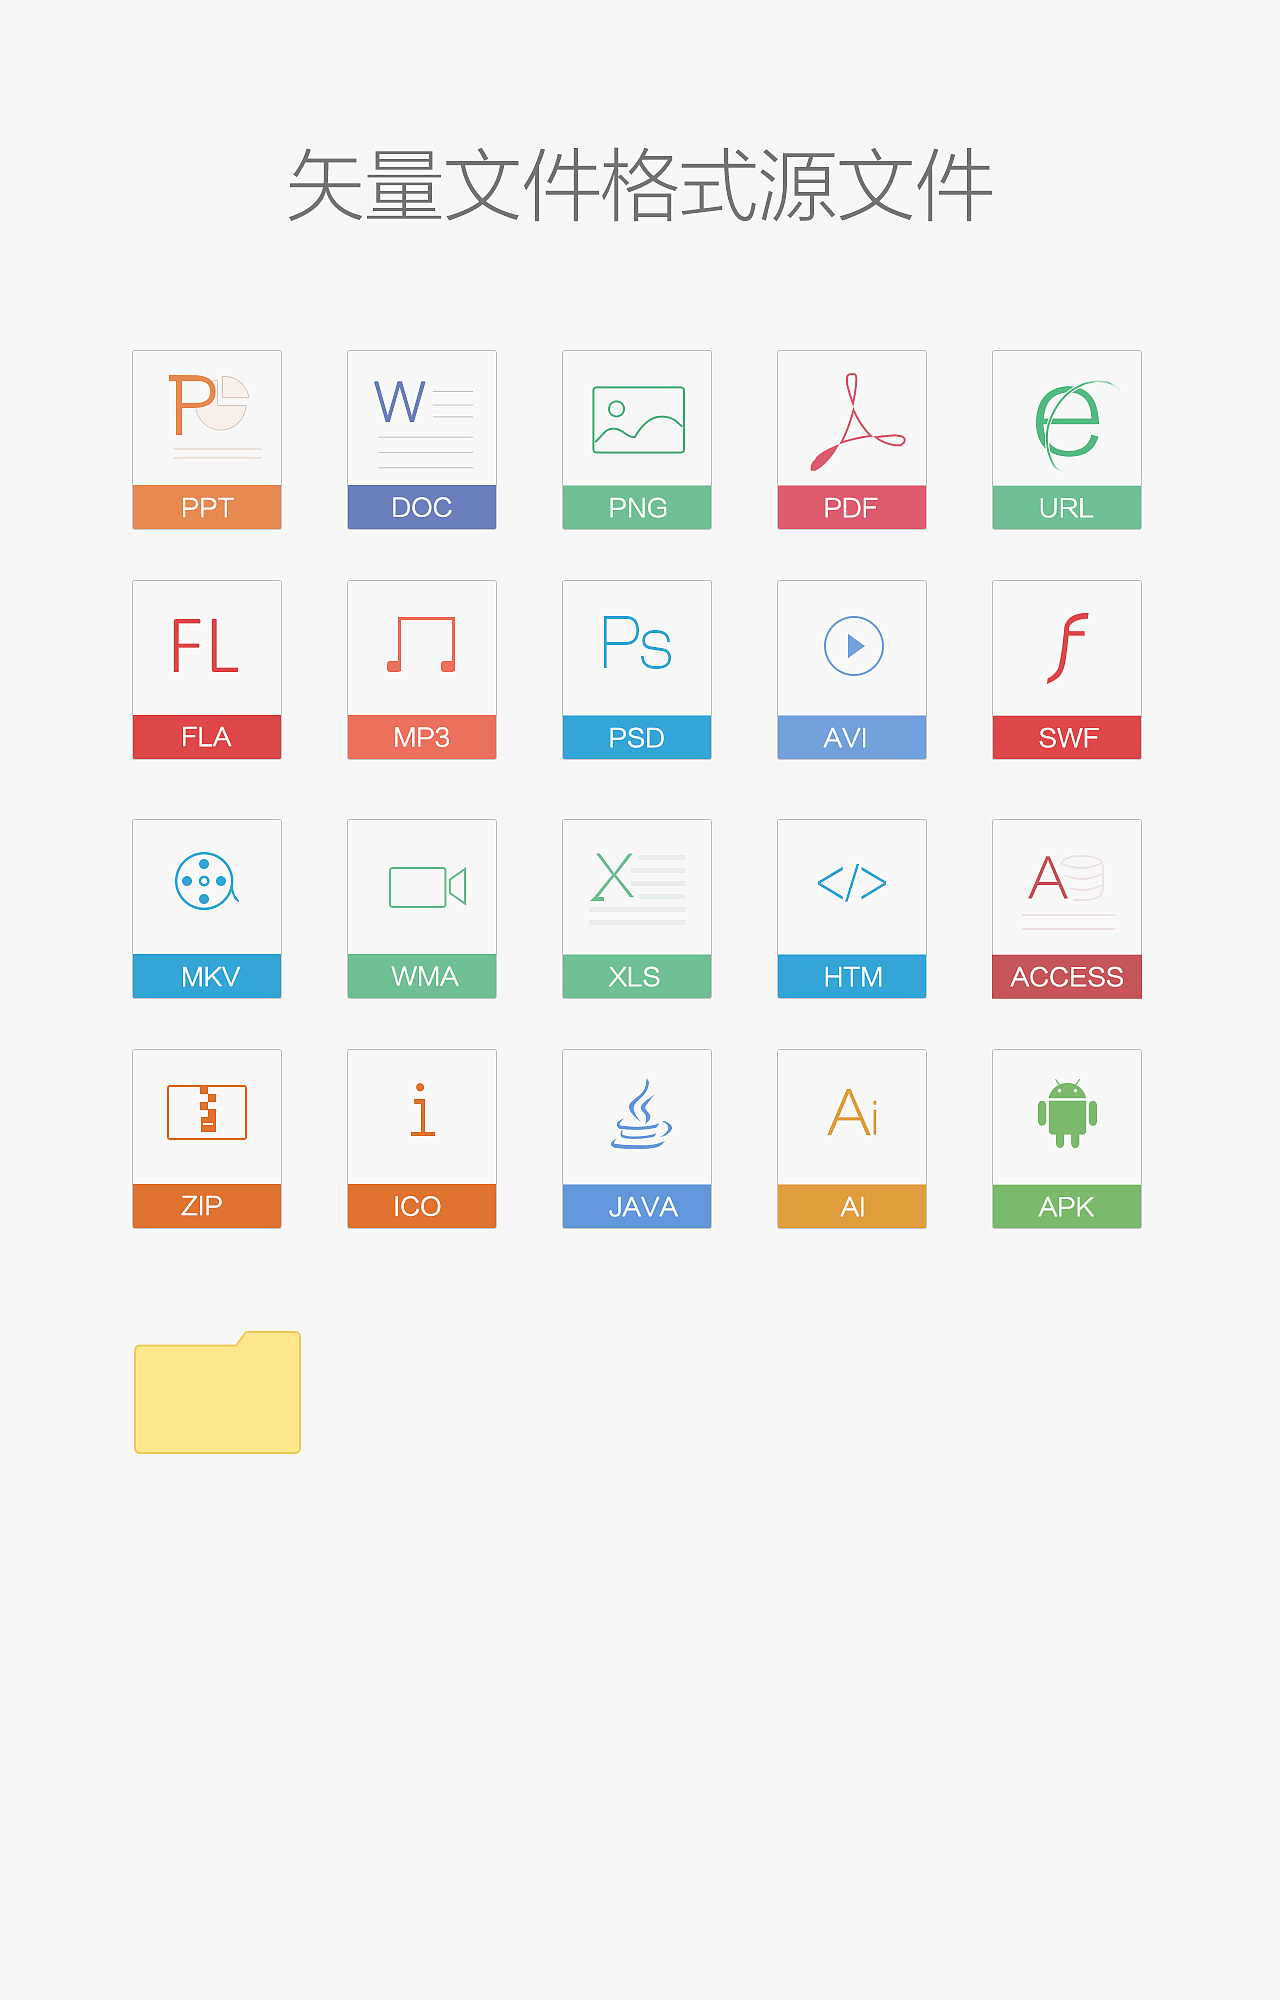 矢量文件格式源文件
P W e
PPT DOC PNG PDF URL
FL Ps f
FLA MP3 PSD AVI SWF
X </> A
MKV WMA XLS HTM ACCESS
i Ai
ZIP ICO JAVA AI APK